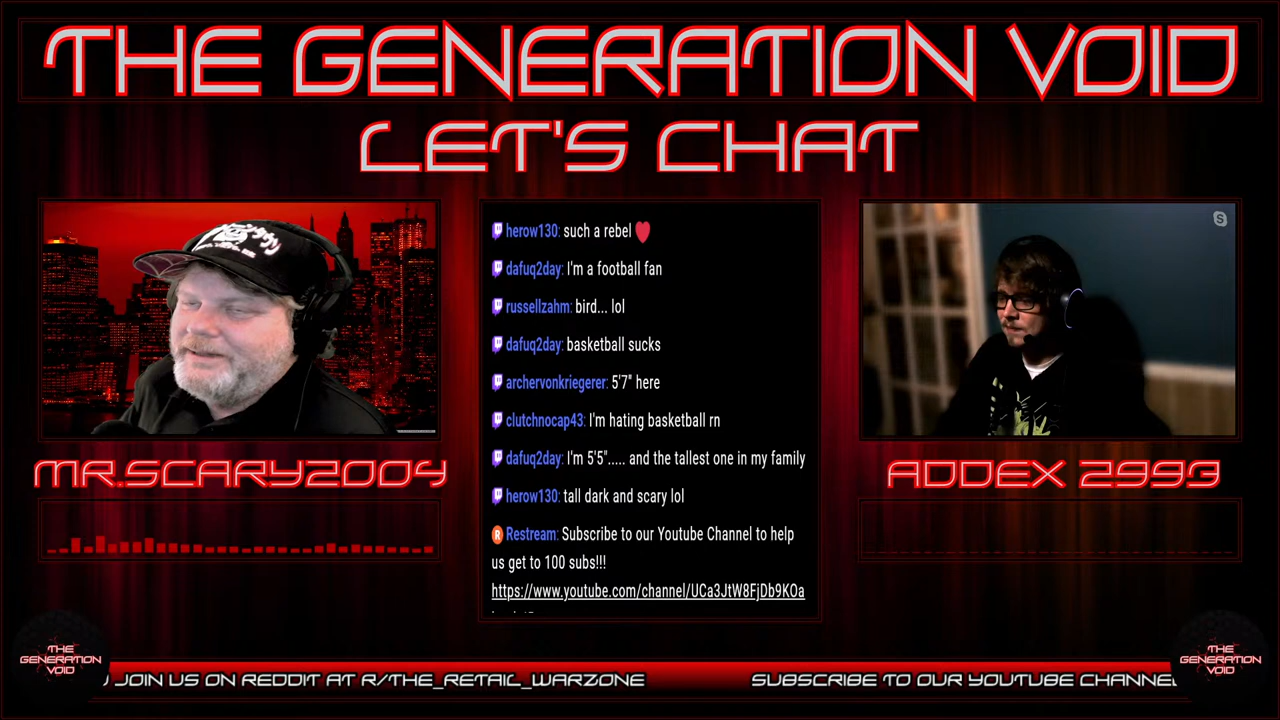 THE GENERATION VOID
LET'S CHAT
herow130: such a rebel
dafuq2day: I'm a football fan
russellzahm: bird... lol
dafuq2day: basketball sucks
archervonkriegerer: 5'7" here
clutchnocap43: I'm hating basketball rn
dafuq2day: I'm 5'5"..... and the tallest one in my family
herow130: tall dark and scary lol
Restream: Subscribe to our Youtube Channel to help
us get to 100 subs!!!
https://www.youtube.com/channel/UCa3JtW8FjDb9KOa
MR.SCARY2004
ADDEX 2993
THE
GENERATION
VOID
JOIN US ON REDDIT AT R/THE_RETAIL_WARZONE
SUBSCRIBE TO OUR YOUTUBE CHANNEL
THE
GENERATION
VOID